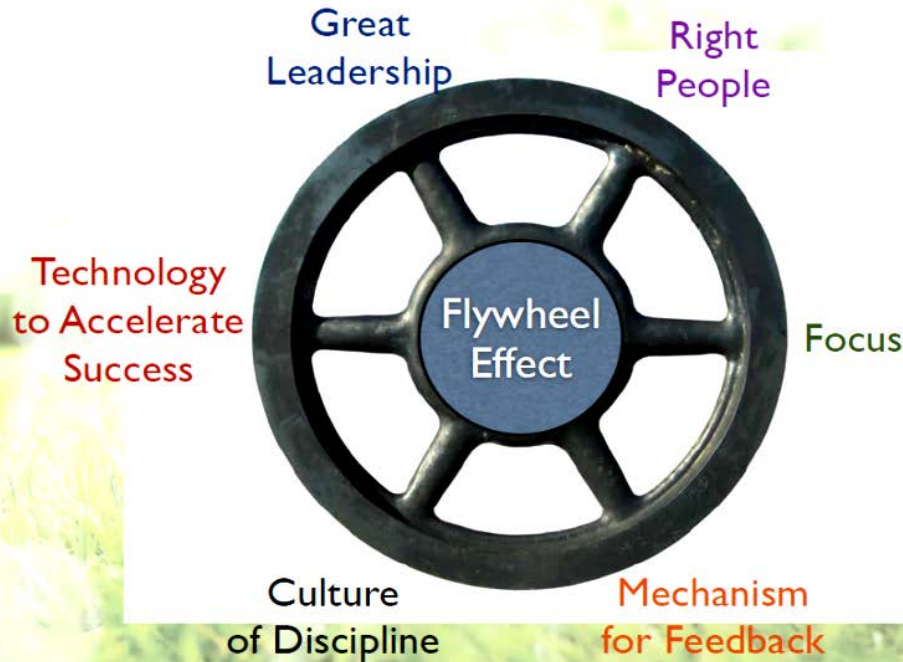 Great
Leadership
Right
People
Technology
to Accelerate
Success
Flywheel
Effect
Focus
Culture
of Discipline
Mechanism
for Feedback